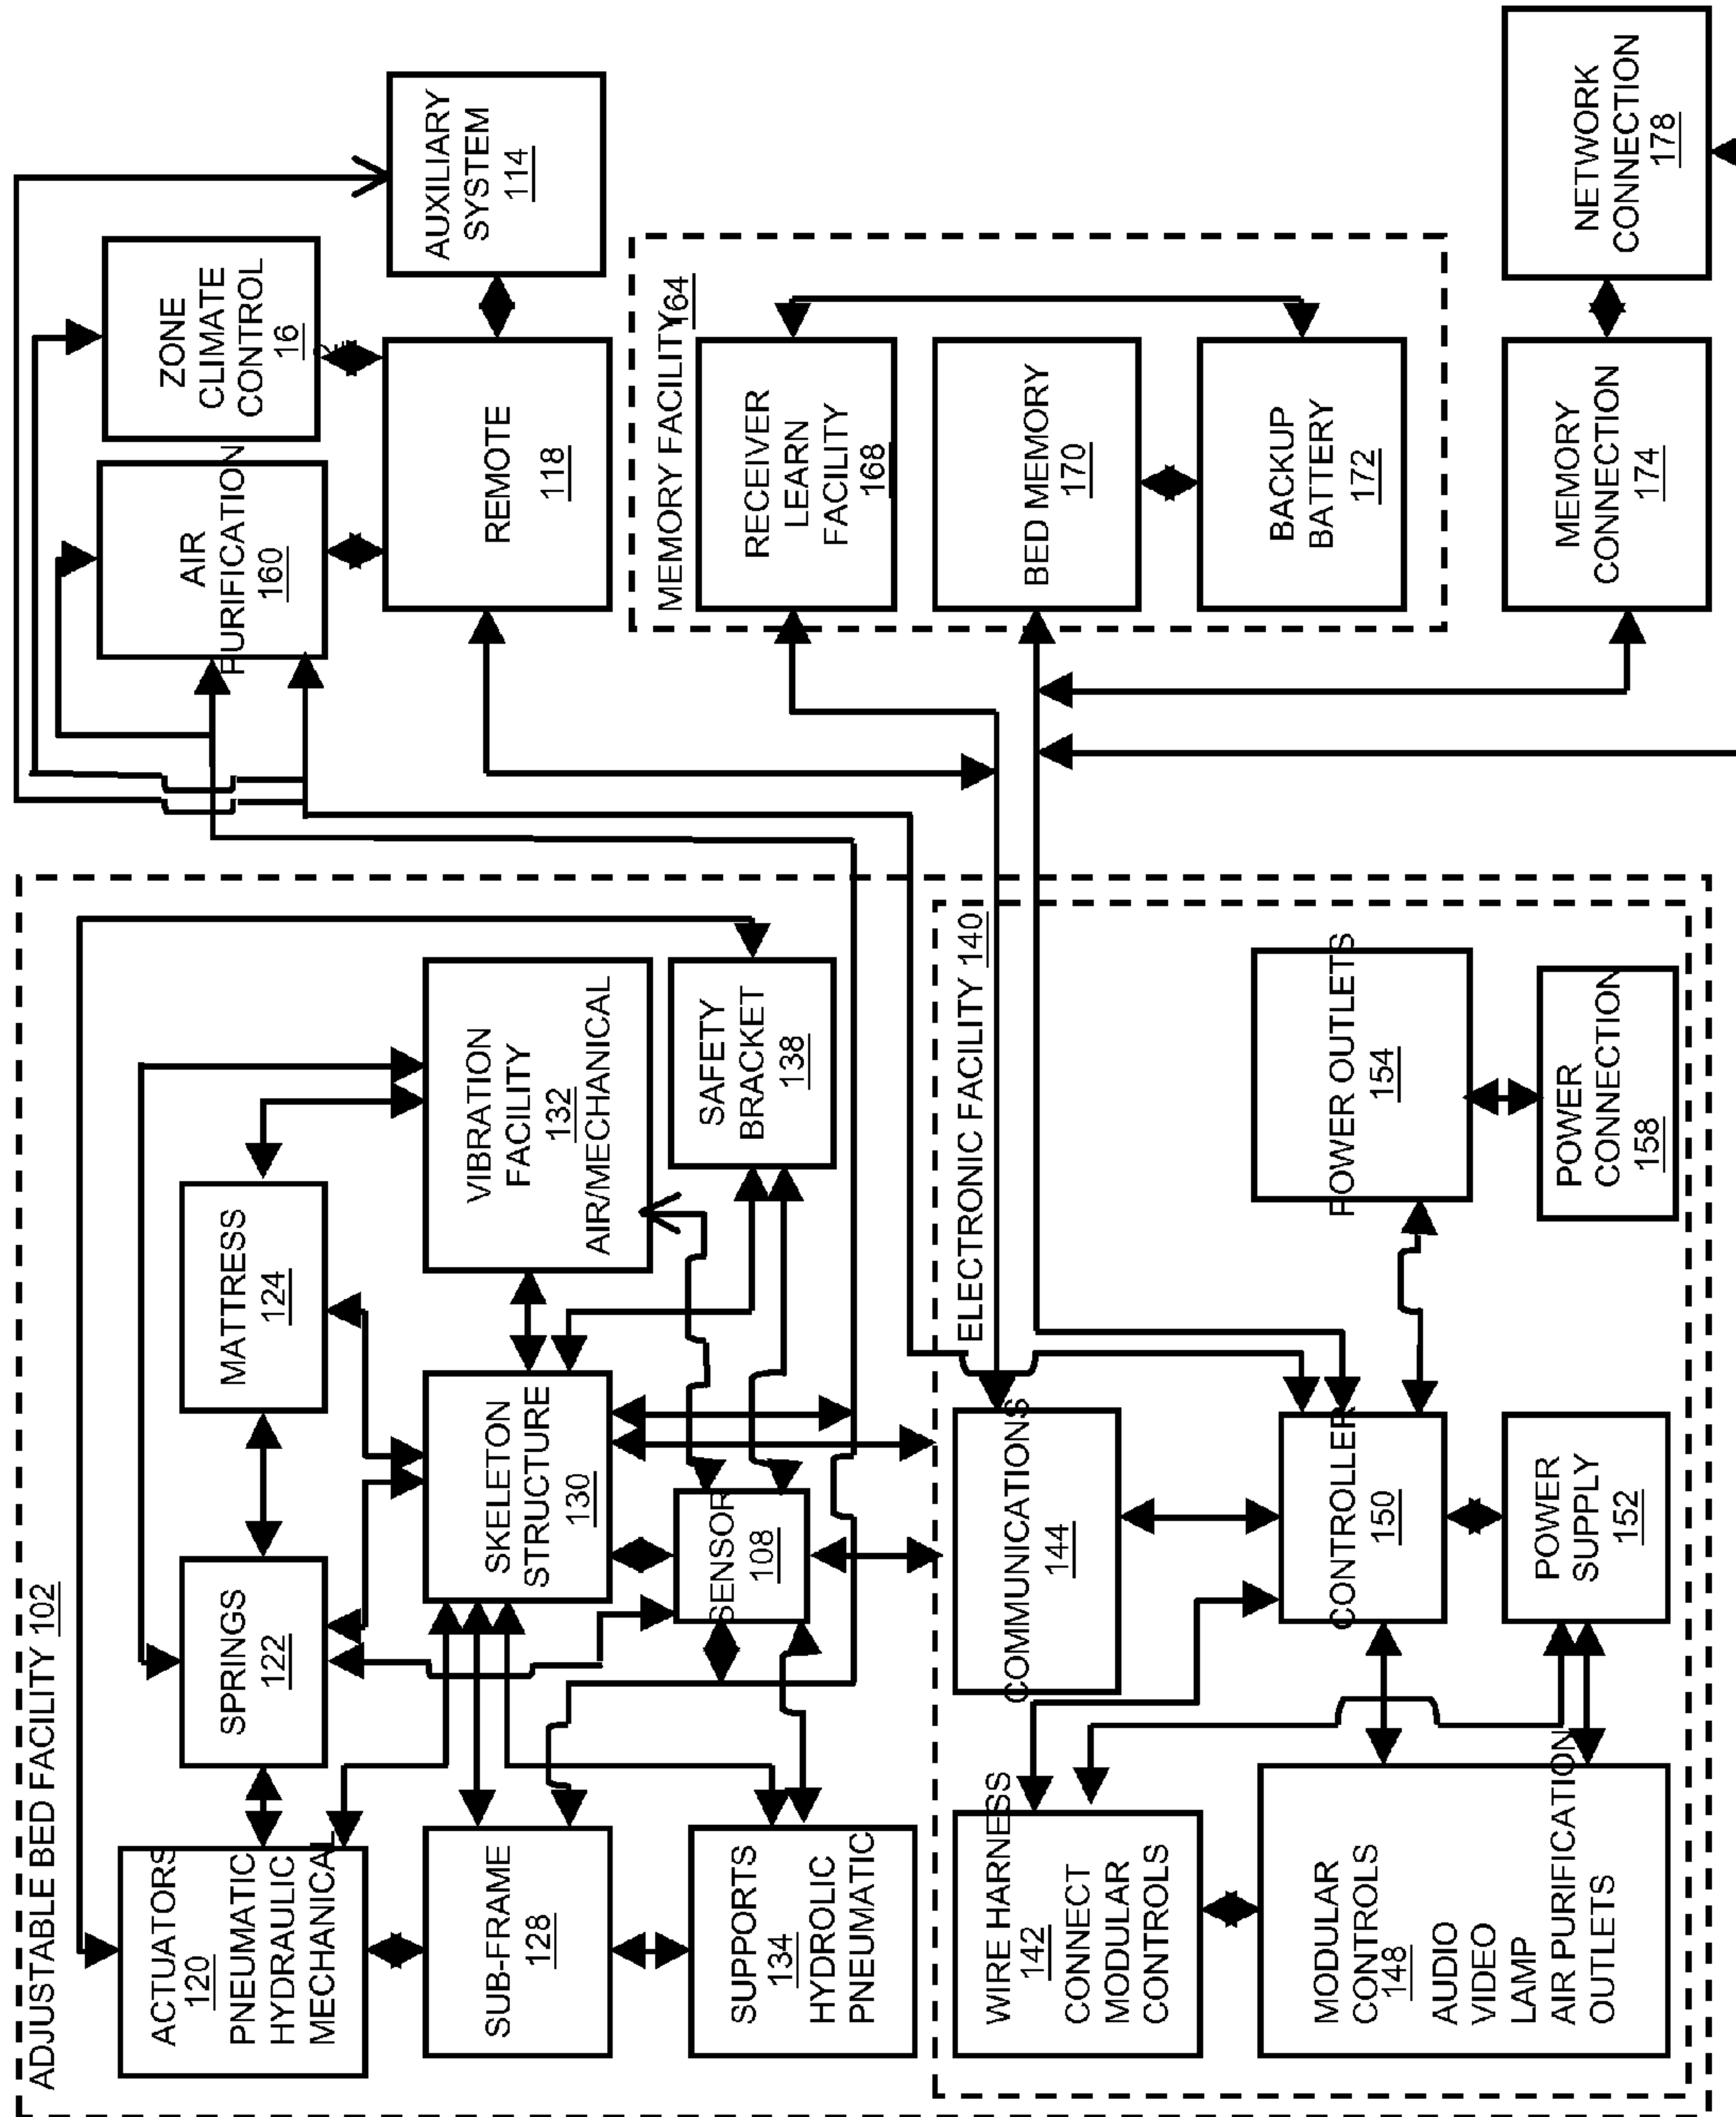 ADJUSTABLE BED FACILITY 102
ACTUATORS
120
PNEUMATIC
HYDRAULIC
MECHANICAL
SPRINGS
122
MATTRESS
124
SUB-FRAME
128
SKELETON
STRUCTURE
130
VIBRATION
FACILITY
132
AIR/MECHANICAL
SUPPORTS
134
HYDROLIC
PNEUMATIC
SENSOR
108
SAFETY
BRACKET
138
ELECTRONIC FACILITY 140
WIRE HARNESS
142
CONNECT
MODULAR
CONTROLS
COMMUNICATIONS
144
MODULAR
CONTROLS
148
AUDIO
VIDEO
LAMP
AIR PURIFICATION
OUTLETS
CONTROLLER
150
POWER
SUPPLY
152
POWER OUTLETS
154
POWER
CONNECTION
158
AIR
PURIFICATION
160
ZONE
CLIMATE
CONTROL
16
2
REMOTE
118
AUXILIARY
SYSTEM
114
MEMORY FACILITY 164
RECEIVER
LEARN
FACILITY
168
BED MEMORY
170
BACKUP
BATTERY
172
MEMORY
CONNECTION
174
NETWORK
CONNECTION
178